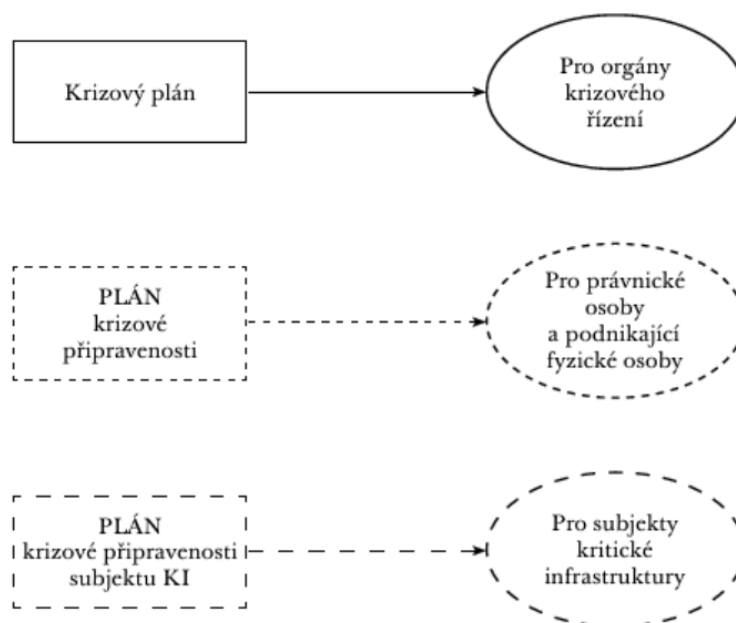 Krizový plán
Pro orgány
krizového
řízení
PLÁN
krizové
připravenosti
Pro právnické
osoby
a podnikající
fyzické osoby
PLÁN
krizové připravenosti
subjektu KI
Pro subjekty
kritické
infrastruktury